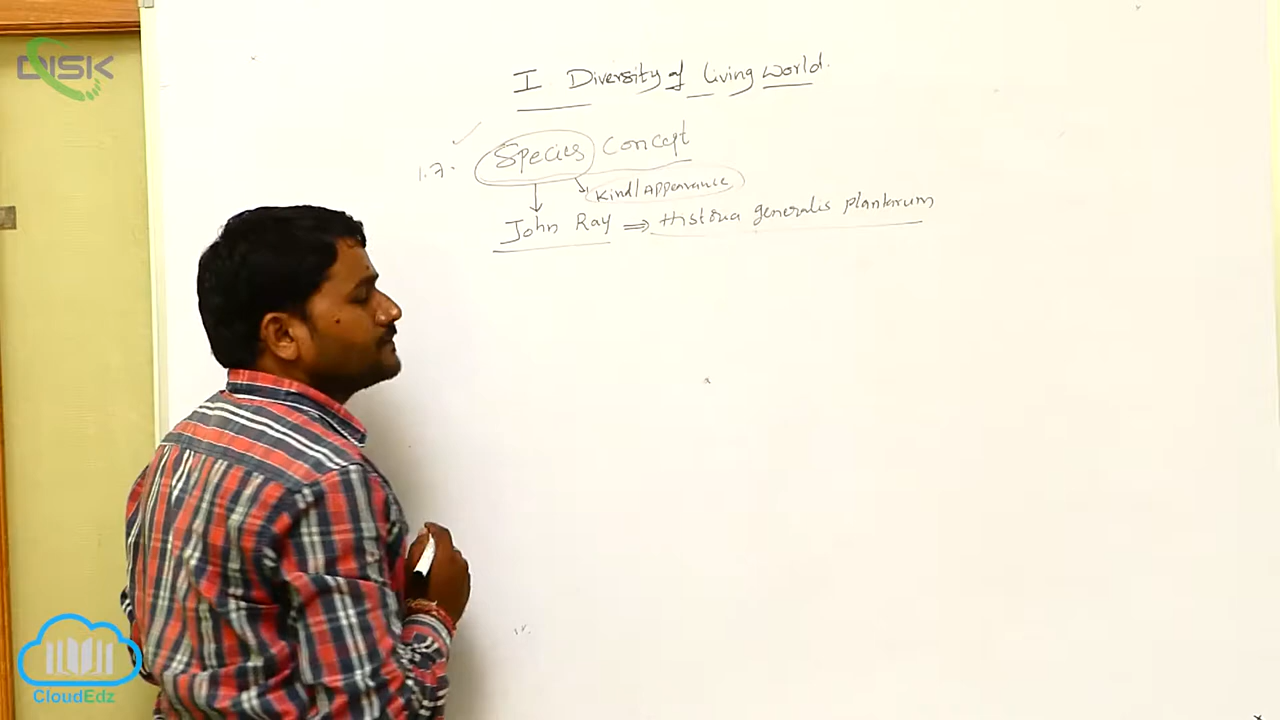 DISK
I. Diversity of living world.
1.7. Species Concept
Kind/Appearance
John Ray ⇒ Historia generalis plantarum
CloudEdz